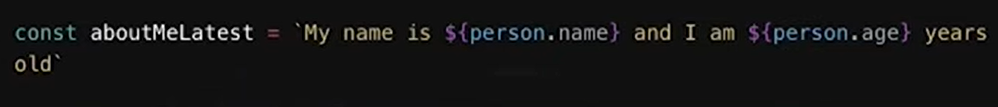 const aboutMeLatest = `My name is ${person.name} and I am ${person.age} years
old`